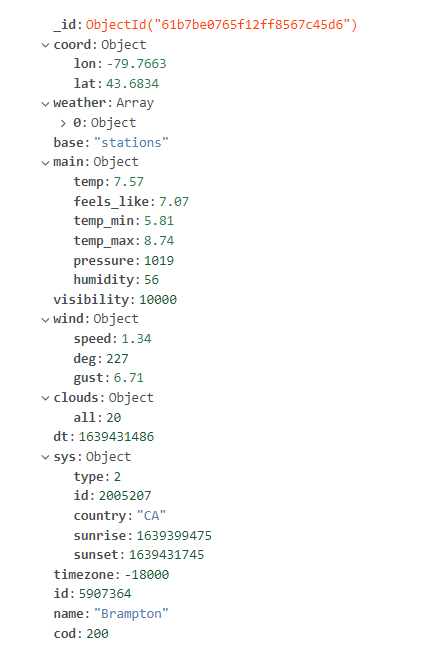 _id: ObjectId("61b7be0765f12ff8567c45d6")
coord: Object
lon: -79.7663
lat: 43.6834
weather: Array
0: Object
base: "stations"
main: Object
temp: 7.57
feels_like: 7.07
temp_min: 5.81
temp_max: 8.74
pressure: 1019
humidity: 56
visibility: 10000
wind: Object
speed: 1.34
deg: 227
gust: 6.71
clouds: Object
all: 20
dt: 1639431486
sys: Object
type: 2
id: 2005207
country: "CA"
sunrise: 1639399475
sunset: 1639431745
timezone: -18000
id: 5907364
name: "Brampton"
cod: 200